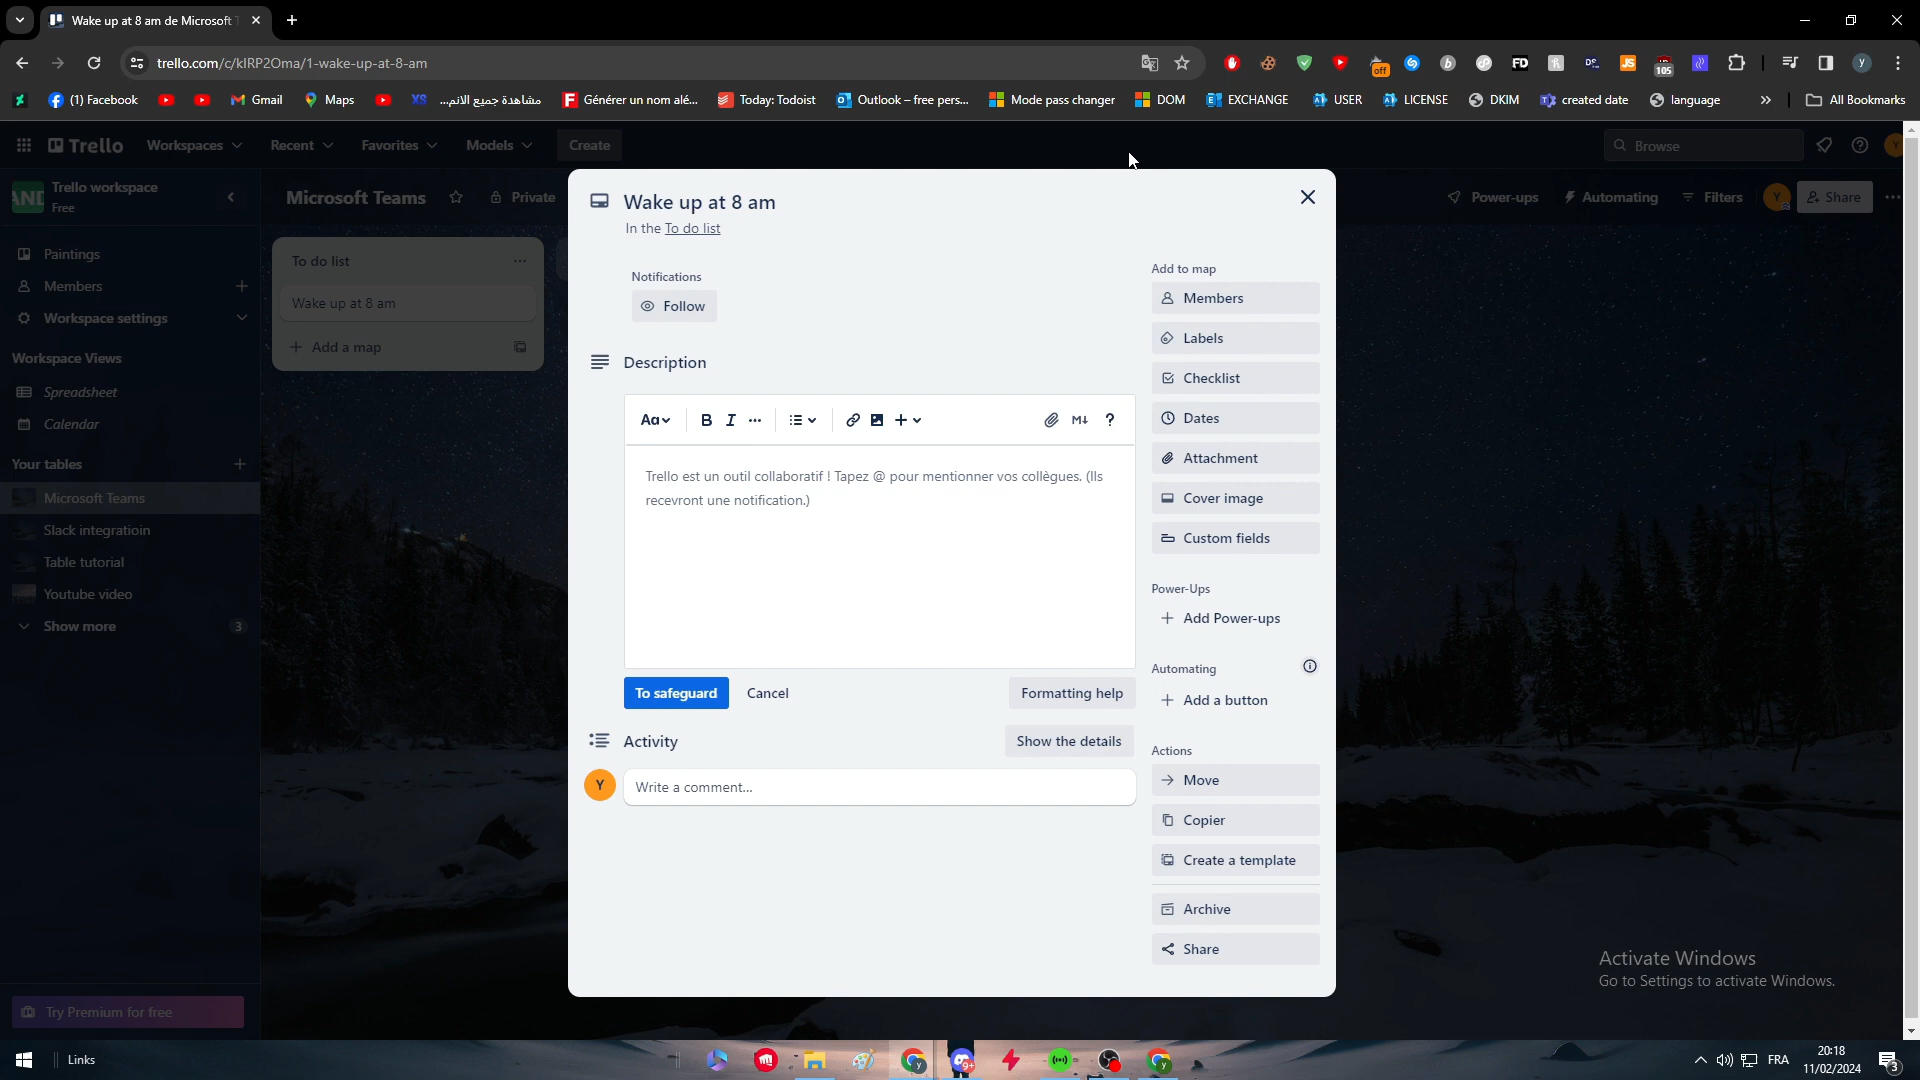 Wake up at 8 am de Microsoft T
trello.com/c/kIRP2Oma/1-wake-up-at-8-am
off
FD
JS
105
y
(1) Facebook
Gmail
Maps
مشاهدة جميع الانم...
Générer un nom alé...
Today: Todoist
Outlook – free pers...
Mode pass changer
DOM
EXCHANGE
USER
LICENSE
DKIM
created date
language
All Bookmarks
Trello
Workspaces
Recent
Favorites
Models
Create
Browse
Y
Trello workspace
Free
Microsoft Teams
Private
Power-ups
Automating
Filters
Y
Share
Paintings
Members
Workspace settings
Workspace Views
Spreadsheet
Calendar
Your tables
Microsoft Teams
Slack integratioin
Table tutorial
Youtube video
Show more
3
Try Premium for free
To do list
Wake up at 8 am
Add a map
Wake up at 8 am
In the To do list
Notifications
Follow
Description
Aa
B I
M↓
?
Trello est un outil collaboratif ! Tapez @ pour mentionner vos collègues. (Ils
recevront une notification.)
To safeguard
Cancel
Formatting help
Activity
Show the details
Y
Write a comment...
Add to map
Members
Labels
Checklist
Dates
Attachment
Cover image
Custom fields
Power-Ups
Add Power-ups
Automating
Add a button
Actions
Move
Copier
Create a template
Archive
Share
Activate Windows
Go to Settings to activate Windows.
Links
9+
FRA
20:18
11/02/2024
3